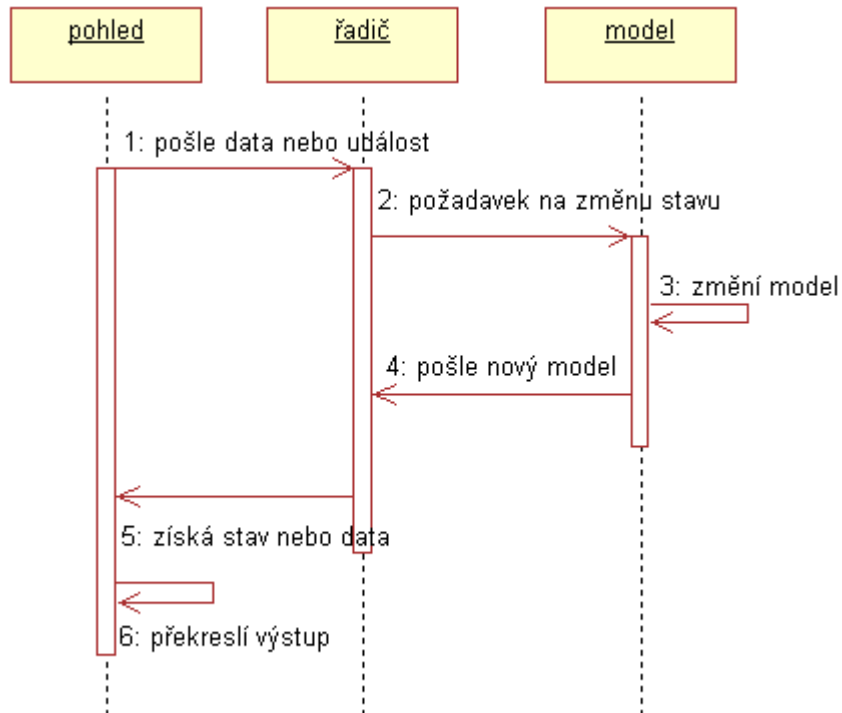 pohled
řadič
model
1: pošle data nebo událost
2: požadavek na změnu stavu
3: změní model
4: pošle nový model
5: získá stav nebo data
6: překreslí výstup